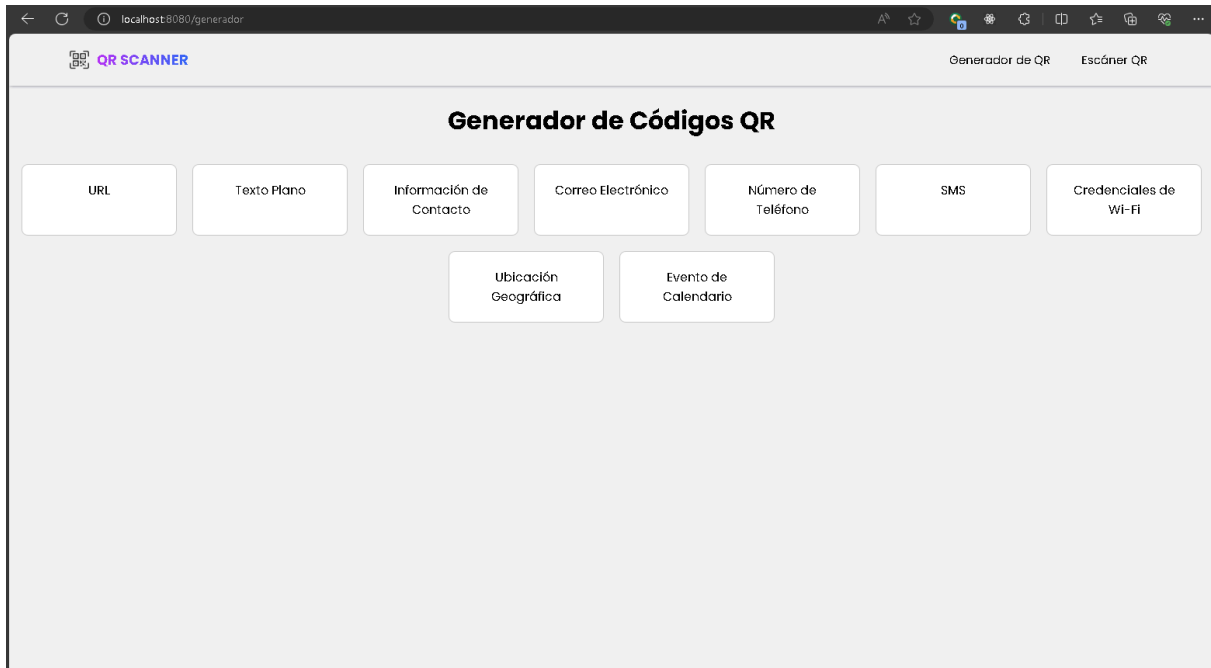 localhost:8080/generador
QR SCANNER
Generador de QR
Escáner QR
Generador de Códigos QR
URL
Texto Plano
Información de
Contacto
Correo Electrónico
Número de
Teléfono
SMS
Credenciales de
Wi-Fi
Ubicación
Geográfica
Evento de
Calendario